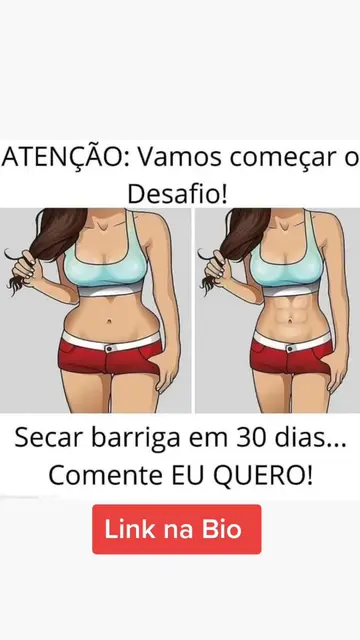 ATENÇÃO: Vamos começar o
Desafio!
Secar barriga em 30 dias...
Comente EU QUERO!
Link na Bio